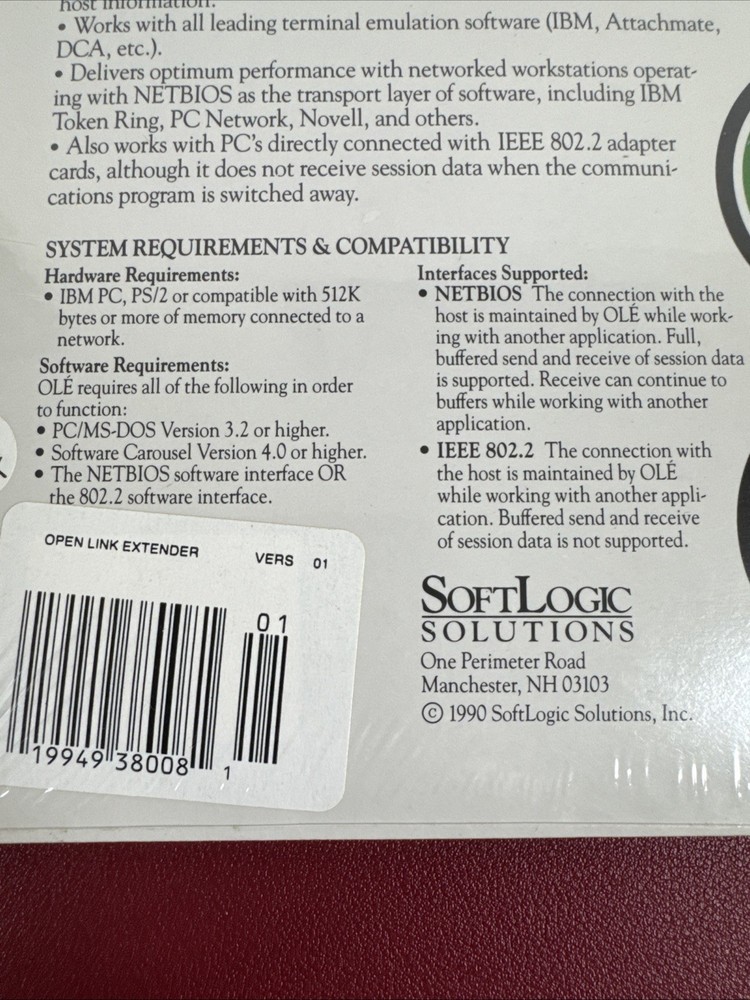 host information.
• Works with all leading terminal emulation software (IBM, Attachmate,
DCA, etc.).
• Delivers optimum performance with networked workstations operat-
ing with NETBIOS as the transport layer of software, including IBM
Token Ring, PC Network, Novell, and others.
• Also works with PC's directly connected with IEEE 802.2 adapter
cards, although it does not receive session data when the communi-
cations program is switched away.
SYSTEM REQUIREMENTS & COMPATIBILITY
Hardware Requirements:
• IBM PC, PS/2 or compatible with 512K
bytes or more of memory connected to a
network.
Software Requirements:
OLÉ requires all of the following in order
to function:
• PC/MS-DOS Version 3.2 or higher.
• Software Carousel Version 4.0 or higher.
• The NETBIOS software interface OR
the 802.2 software interface.
Interfaces Supported:
• NETBIOS The connection with the
host is maintained by OLÉ while work-
ing with another application. Full,
buffered send and receive of session data
is supported. Receive can continue to
buffers while working with another
application.
• IEEE 802.2 The connection with
the host is maintained by OLÉ
while working with another appli-
cation. Buffered send and receive
of session data is not supported.
OPEN LINK EXTENDER VERS 01
01
19949 38008 1
SOFTLOGIC
SOLUTIONS
One Perimeter Road
Manchester, NH 03103
© 1990 SoftLogic Solutions, Inc.